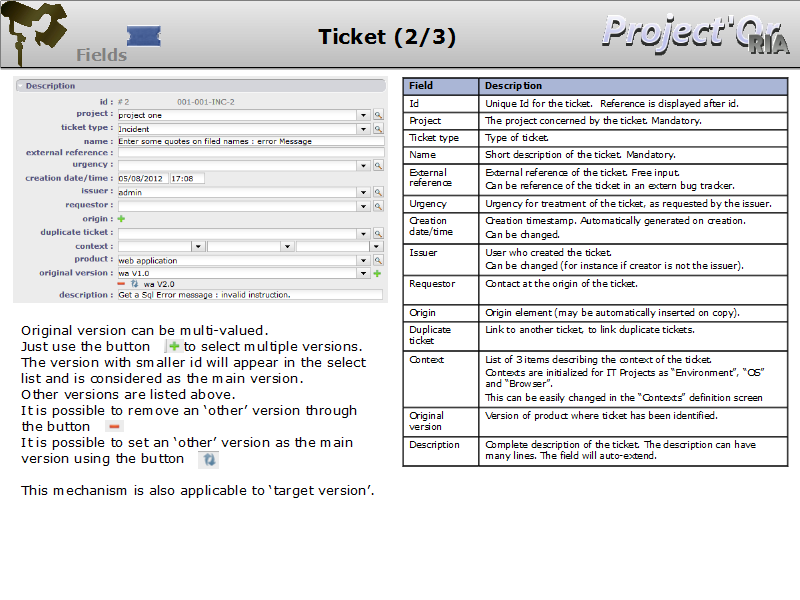 Ticket (2/3)
Project'Or
RIA
Fields
Description
id : # 2 001-001-INC-2
project : project one
ticket type : Incident
name : Enter some quotes on filed names : error Message
external reference :
urgency :
creation date/time : 05/08/2012 17:08
issuer : admin
requestor :
origin :
duplicate ticket :
context :
product : web application
original version : wa V1.0
wa V2.0
description : Get a Sql Error message : invalid instruction.
Original version can be multi-valued.
Just use the button to select multiple versions.
The version with smaller id will appear in the select
list and is considered as the main version.
Other versions are listed above.
It is possible to remove an ‘other’ version through
the button
It is possible to set an ‘other’ version as the main
version using the button
This mechanism is also applicable to ‘target version’.
Field Description
Id Unique Id for the ticket. Reference is displayed after id.
Project The project concerned by the ticket. Mandatory.
Ticket type Type of ticket.
Name Short description of the ticket. Mandatory.
External External reference of the ticket. Free input.
reference Can be reference of the ticket in an extern bug tracker.
Urgency Urgency for treatment of the ticket, as requested by the issuer.
Creation Creation timestamp. Automatically generated on creation.
date/time Can be changed.
Issuer User who created the ticket.
Can be changed (for instance if creator is not the issuer).
Requestor Contact at the origin of the ticket.
Origin Origin element (may be automatically inserted on copy).
Duplicate Link to another ticket, to link duplicate tickets.
ticket
Context List of 3 items describing the context of the ticket.
Contexts are initialized for IT Projects as “Environment”, “OS”
and “Browser”.
This can be easily changed in the “Contexts” definition screen
Original Version of product where ticket has been identified.
version
Description Complete description of the ticket. The description can have
many lines. The field will auto-extend.